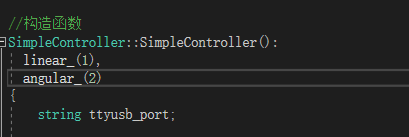 //构造函数
SimpleController::SimpleController():
linear_(1),
angular_(2)
{
string ttyusb_port;